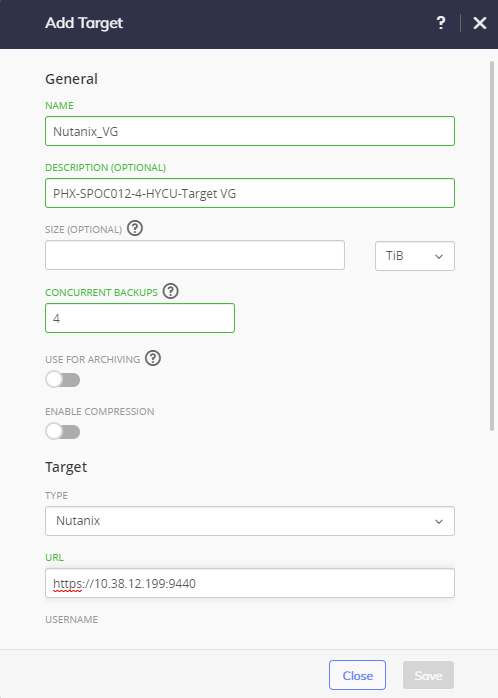 Add Target
?
General
NAME
Nutanix_VG
DESCRIPTION (OPTIONAL)
PHX-SPOC012-4-HYCU-Target VG
SIZE (OPTIONAL) ?
TiB
CONCURRENT BACKUPS ?
4
USE FOR ARCHIVING ?
ENABLE COMPRESSION
Target
TYPE
Nutanix
URL
https://10.38.12.199:9440
USERNAME
Close Save